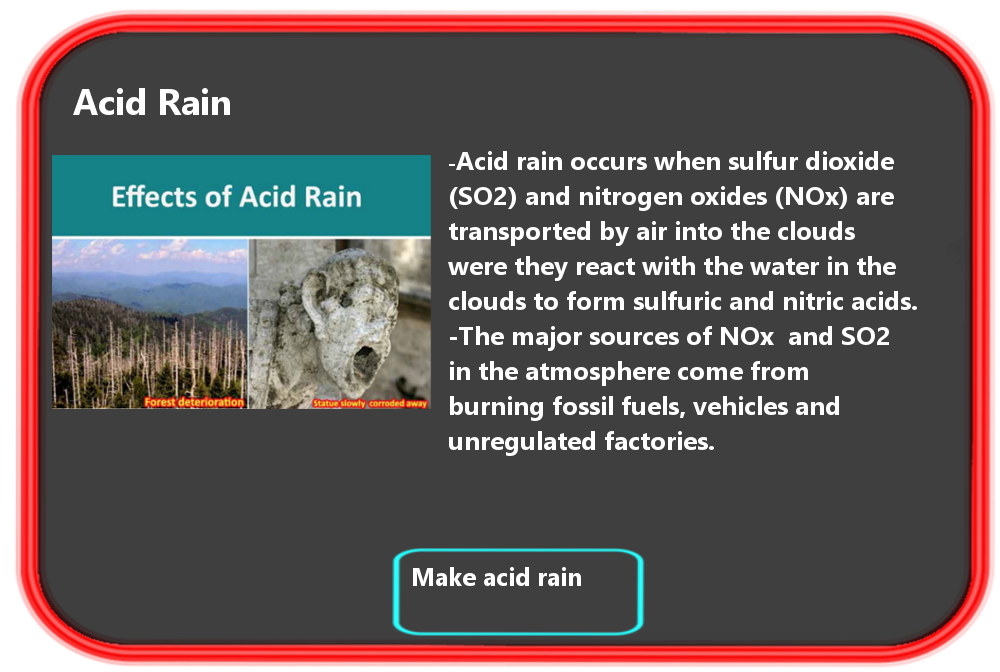 Acid Rain
Effects of Acid Rain
Forest deterioration
Statue slowly corroded away
-Acid rain occurs when sulfur dioxide
(SO2) and nitrogen oxides (NOx) are
transported by air into the clouds
were they react with the water in the
clouds to form sulfuric and nitric acids.
-The major sources of NOx  and SO2
in the atmosphere come from
burning fossil fuels, vehicles and
unregulated factories.
Make acid rain